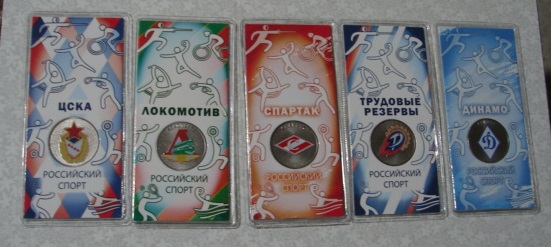 ЦСКА
РОССИЙСКИЙ
СПОРТ
ЛОКОМОТИВ
РОССИЙСКИЙ
СПОРТ
СПАРТАК
РОССИЙСКИЙ
СПОРТ
ТРУДОВЫЕ
РЕЗЕРВЫ
РОССИЙСКИЙ
СПОРТ
ДИНАМО
РОССИЙСКИЙ
СПОРТ